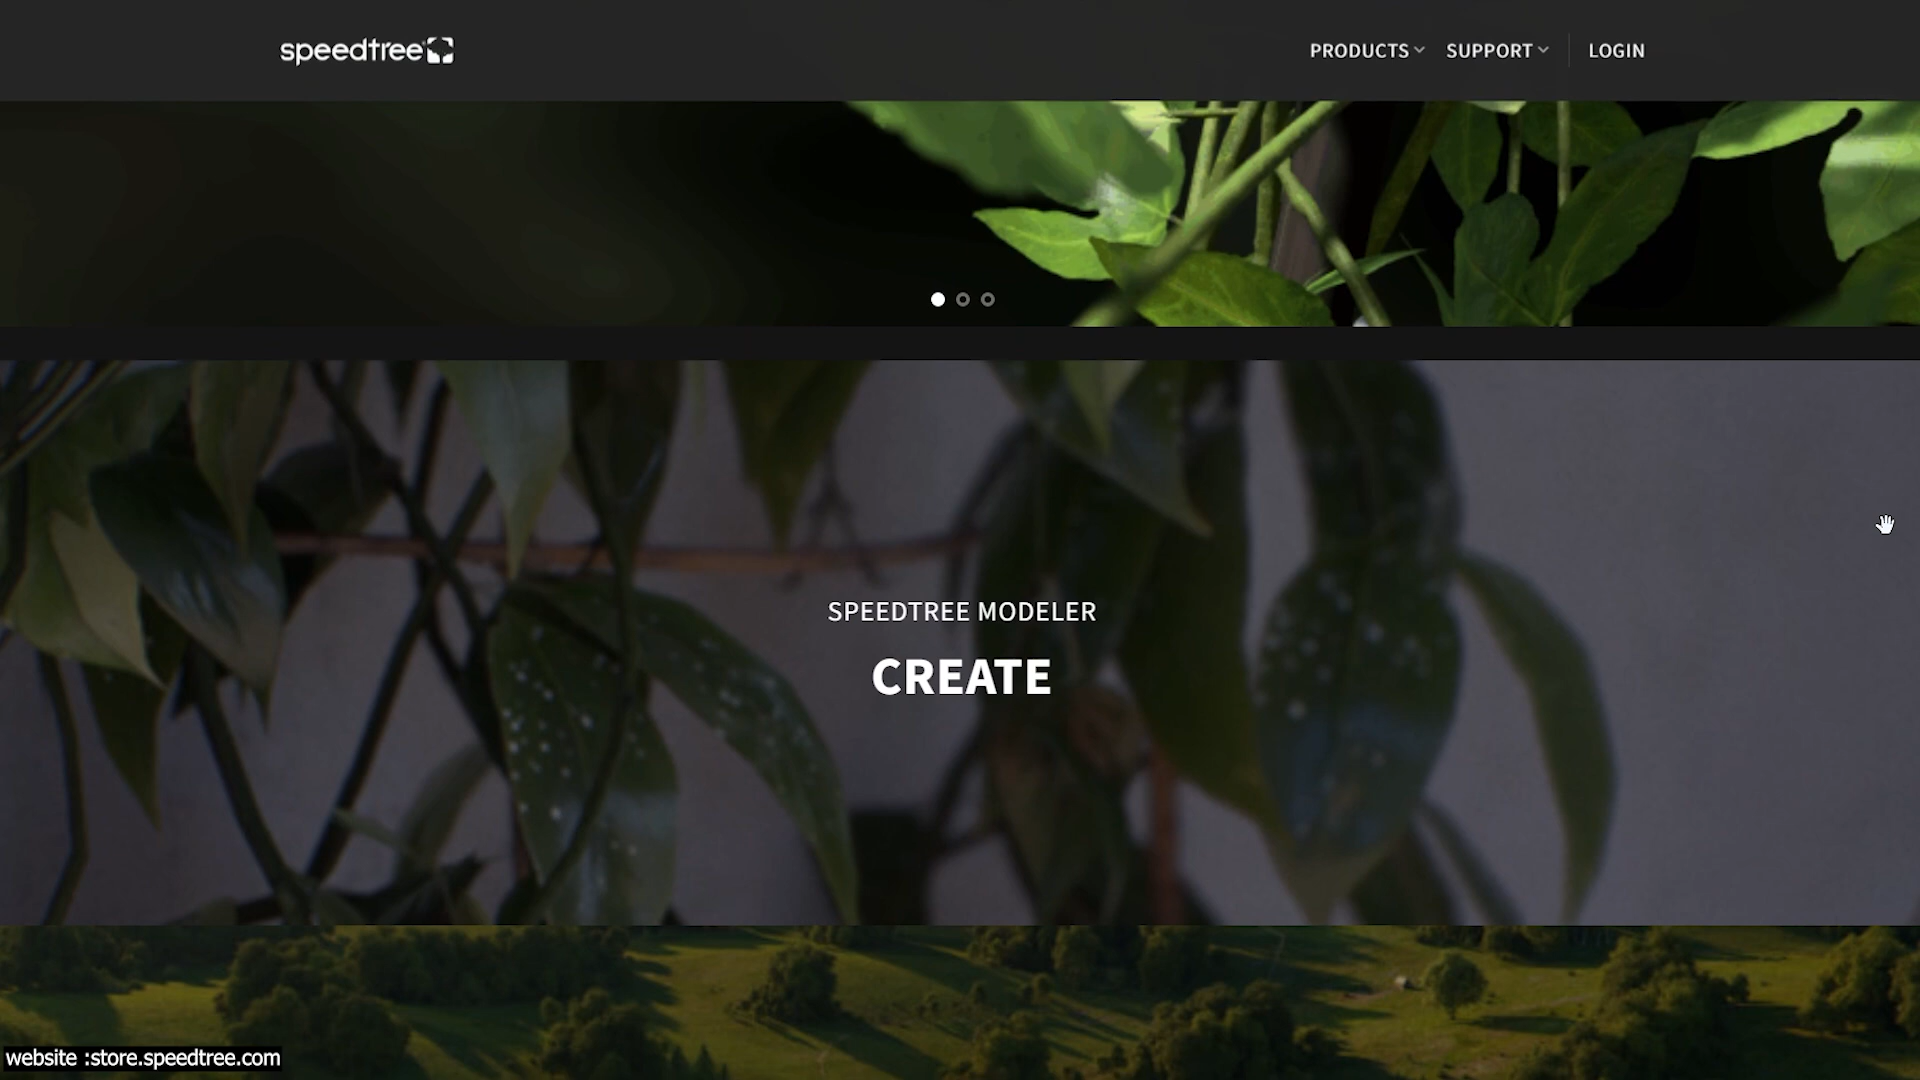 speedtree
PRODUCTS
SUPPORT
LOGIN
SPEEDTREE MODELER
CREATE
website :store.speedtree.com